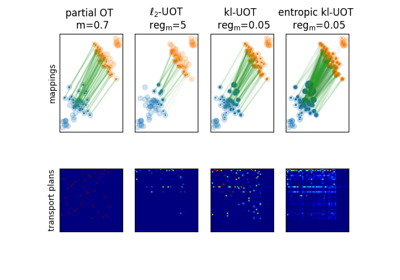 partial OT
m=0.7
ℓ₂-UOT
regₘ=5
kl-UOT
regₘ=0.05
entropic kl-UOT
regₘ=0.05
mappings
transport plans